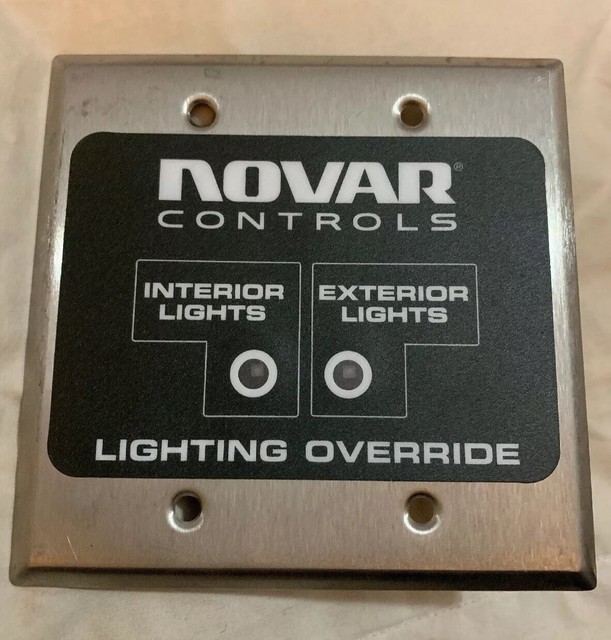 NOVAR®
CONTROLS
INTERIOR
LIGHTS
EXTERIOR
LIGHTS
LIGHTING OVERRIDE